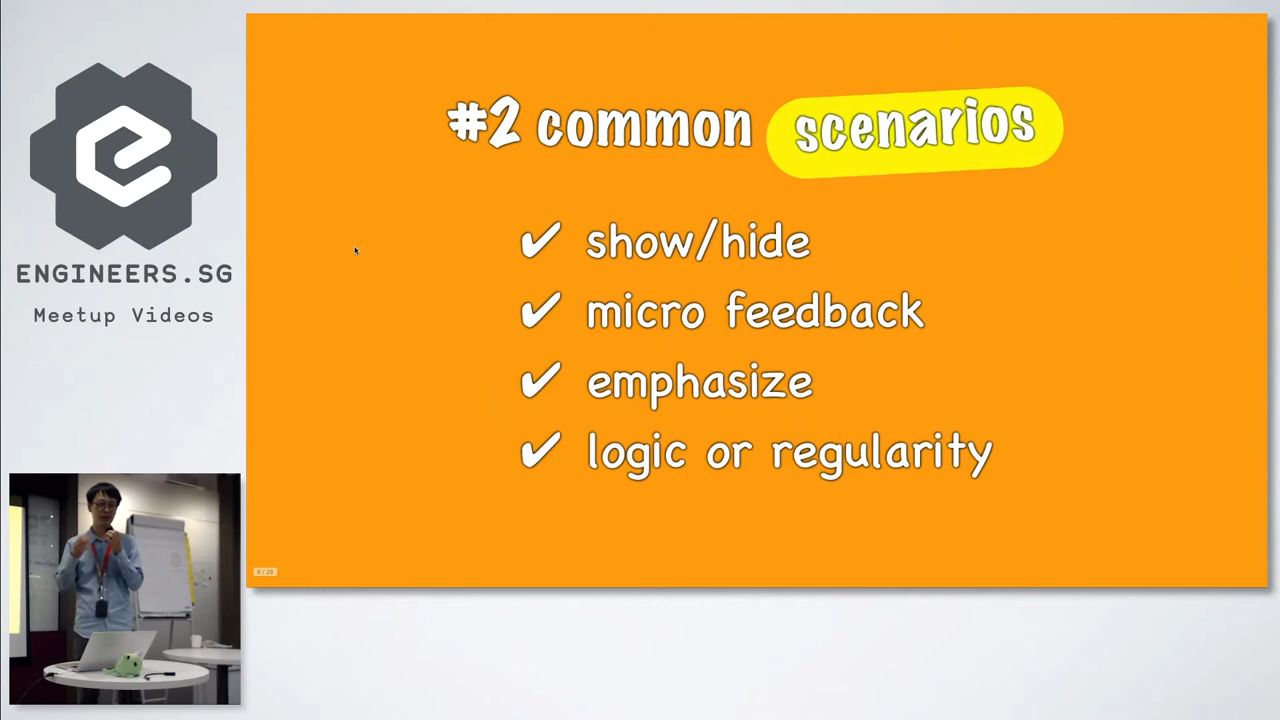 #2 common scenarios
✔ show/hide
✔ micro feedback
✔ emphasize
✔ logic or regularity
ENGINEERS.SG
Meetup Videos